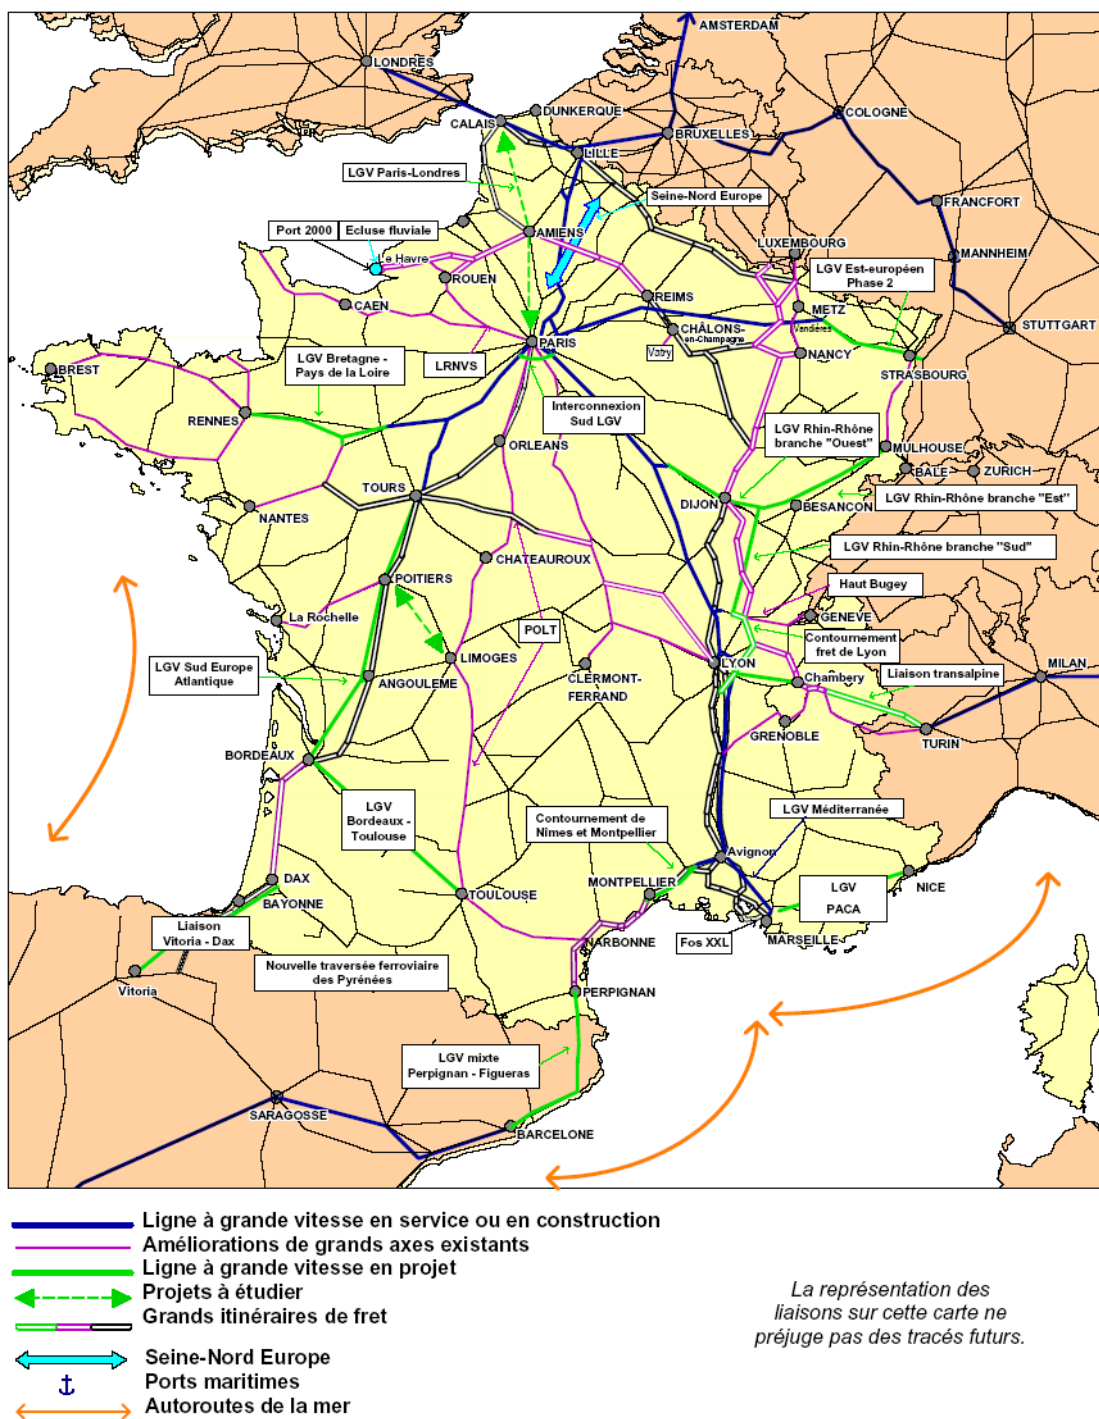 AMSTERDAM
LONDRES
COLOGNE
DUNKERQUE
CALAIS
BRUXELLES
LILLE
LGV Paris-Londres
Seine-Nord Europe
FRANCFORT
Port 2000
Ecluse fluviale
AMIENS
LUXEMBOURG
Le Havre
MANNHEIM
LGV Est-européen
Phase 2
ROUEN
REIMS
CAEN
METZ
Vandières
STUTTGART
CHÂLONS-
en-Champagne
PARIS
Vatry
NANCY
LGV Bretagne -
Pays de la Loire
LRNVS
STRASBOURG
BREST
Interconnexion
Sud LGV
RENNES
LGV Rhin-Rhône
branche "Ouest"
ORLEANS
MULHOUSE
BALE
ZURICH
TOURS
DIJON
BESANCON
LGV Rhin-Rhône branche "Est"
NANTES
LGV Rhin-Rhône branche "Sud"
CHATEAUROUX
POITIERS
Haut Bugey
La Rochelle
GENEVE
POLT
Contournement
fret de Lyon
LIMOGES
LYON
MILAN
LGV Sud Europe
Atlantique
ANGOULEME
CLERMONT-
FERRAND
Chambery
Liaison transalpine
GRENOBLE
TURIN
BORDEAUX
LGV
Bordeaux -
Toulouse
Contournement de
Nîmes et Montpellier
LGV Méditerranée
Avignon
DAX
MONTPELLIER
NICE
LGV
PACA
BAYONNE
TOULOUSE
Liaison
Vitoria - Dax
NARBONNE
Fos XXL
MARSEILLE
Nouvelle traversée ferroviaire
des Pyrénées
Vitoria
PERPIGNAN
LGV mixte
Perpignan - Figueras
SARAGOSSE
BARCELONE
Ligne à grande vitesse en service ou en construction
Améliorations de grands axes existants
Ligne à grande vitesse en projet
Projets à étudier
Grands itinéraires de fret
La représentation des
liaisons sur cette carte ne
préjuge pas des tracés futurs.
Seine-Nord Europe
Ports maritimes
Autoroutes de la mer